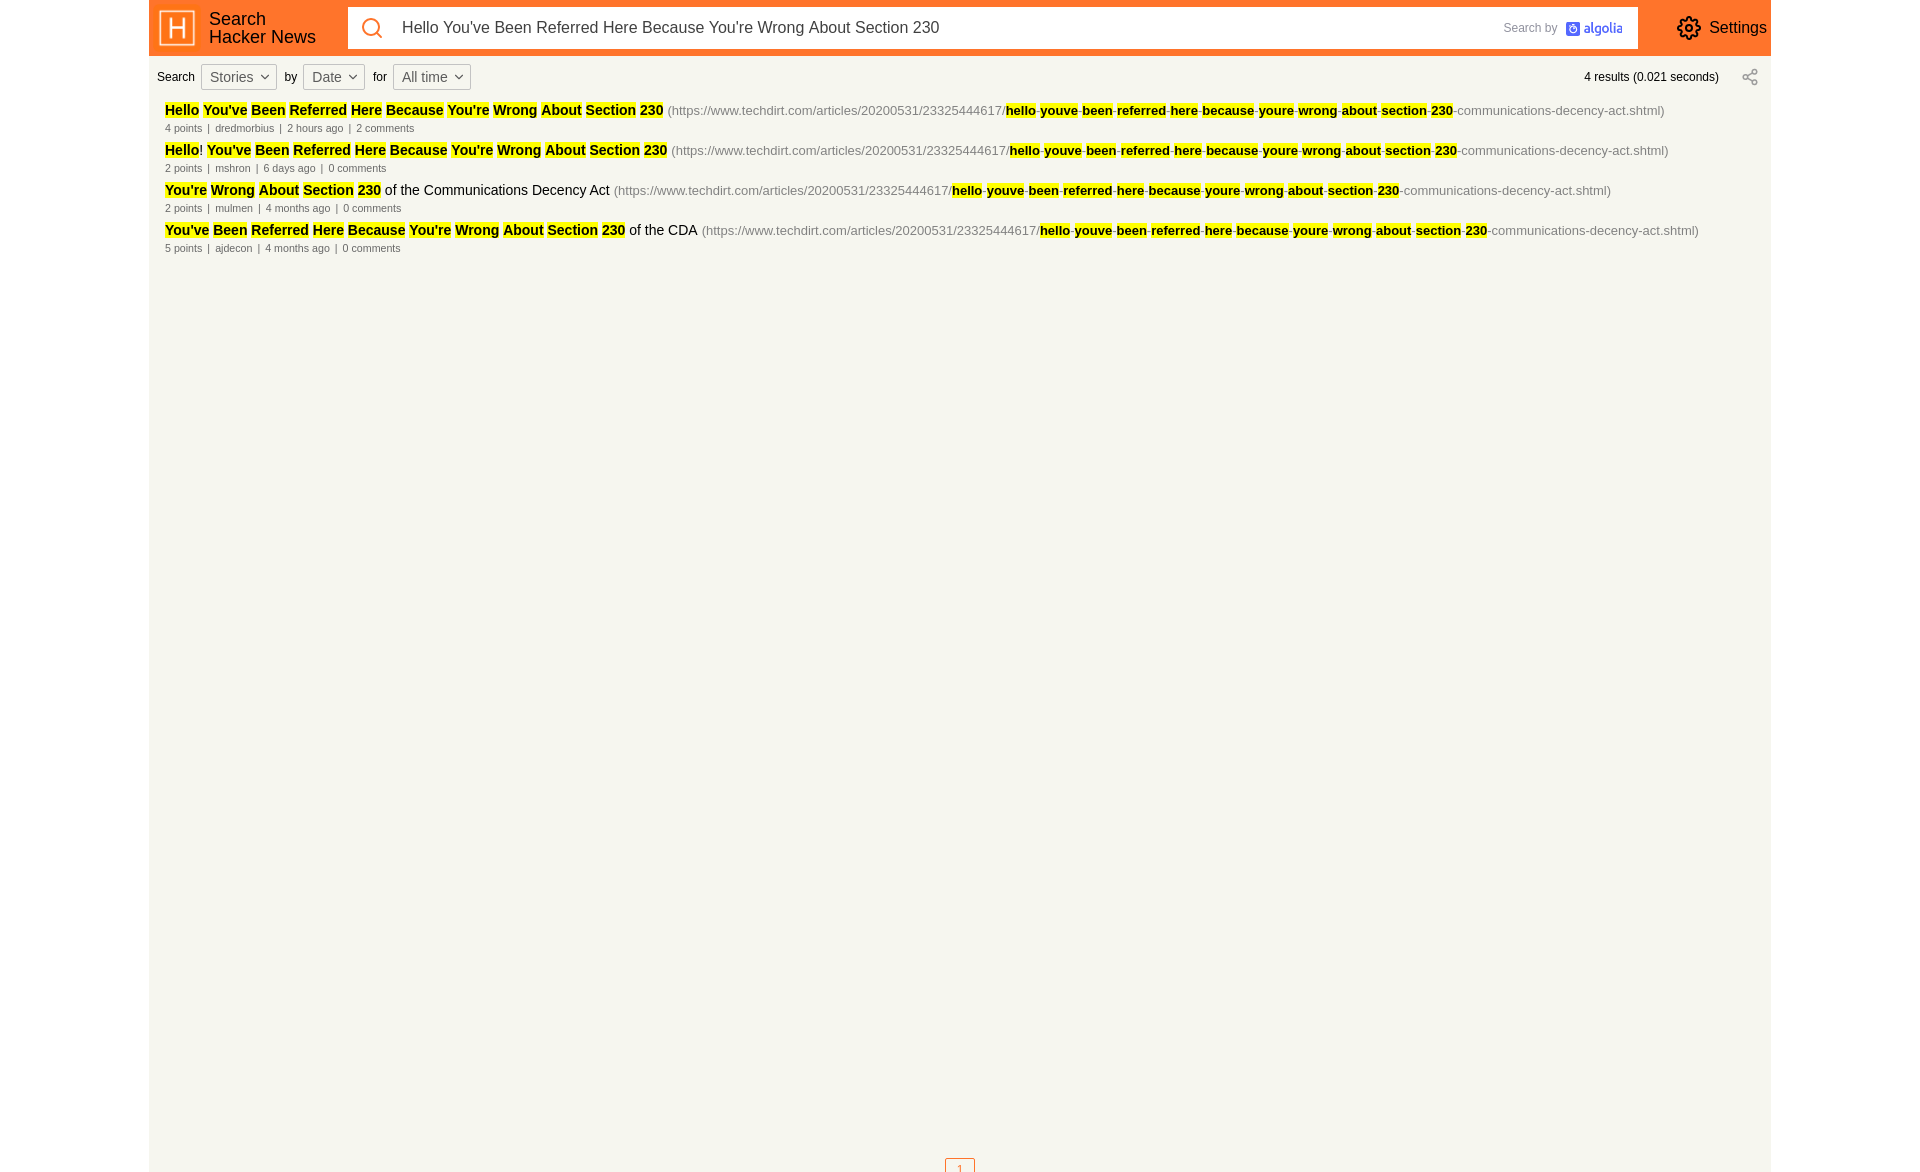 H Search Hacker News Hello You've Been Referred Here Because You're Wrong About Section 230 Search by algolia Settings
Search Stories by Date for All time 4 results (0.021 seconds)
Hello You've Been Referred Here Because You're Wrong About Section 230 (https://www.techdirt.com/articles/20200531/23325444617/hello-youve-been-referred-here-because-youre-wrong-about-section-230-communications-decency-act.shtml)
4 points | dredmorbius | 2 hours ago | 2 comments
Hello! You've Been Referred Here Because You're Wrong About Section 230 (https://www.techdirt.com/articles/20200531/23325444617/hello-youve-been-referred-here-because-youre-wrong-about-section-230-communications-decency-act.shtml)
2 points | mshron | 6 days ago | 0 comments
You're Wrong About Section 230 of the Communications Decency Act (https://www.techdirt.com/articles/20200531/23325444617/hello-youve-been-referred-here-because-youre-wrong-about-section-230-communications-decency-act.shtml)
2 points | mulmen | 4 months ago | 0 comments
You've Been Referred Here Because You're Wrong About Section 230 of the CDA (https://www.techdirt.com/articles/20200531/23325444617/hello-youve-been-referred-here-because-youre-wrong-about-section-230-communications-decency-act.shtml)
5 points | ajdecon | 4 months ago | 0 comments
1